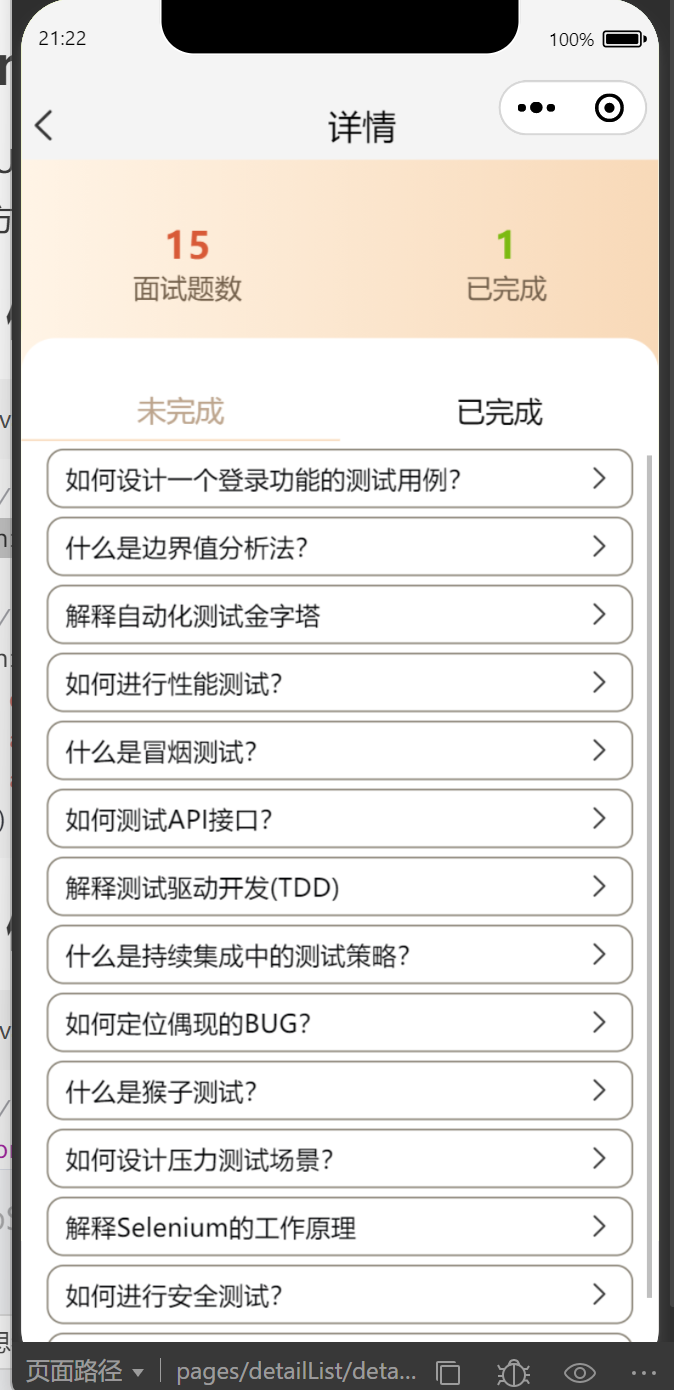 21:22
100%
详情
15
1
面试题数
已完成
未完成
已完成
如何设计一个登录功能的测试用例?
什么是边界值分析法?
解释自动化测试金字塔
如何进行性能测试?
什么是冒烟测试?
如何测试API接口?
解释测试驱动开发(TDD)
什么是持续集成中的测试策略?
如何定位偶现的BUG?
什么是猴子测试?
如何设计压力测试场景?
解释Selenium的工作原理
如何进行安全测试?
页面路径
pages/detailList/deta...